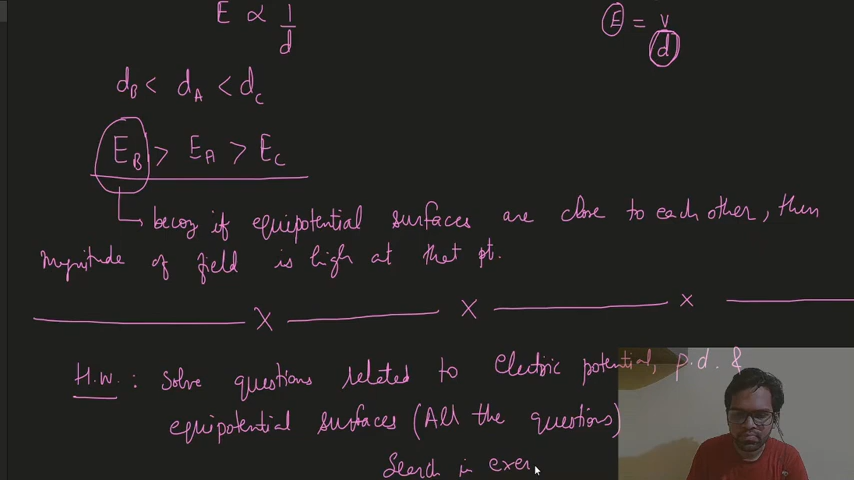 E ∝ 1/d
E = v/d
d_B < d_A < d_C
E_B > E_A > E_C
becoz if equipotential surfaces are close to each other, then
Magnitude of field is high at that pt.
H.W. : Solve questions related to electric potential, p.d. &
equipotential surfaces (All the questions)
Search in exer